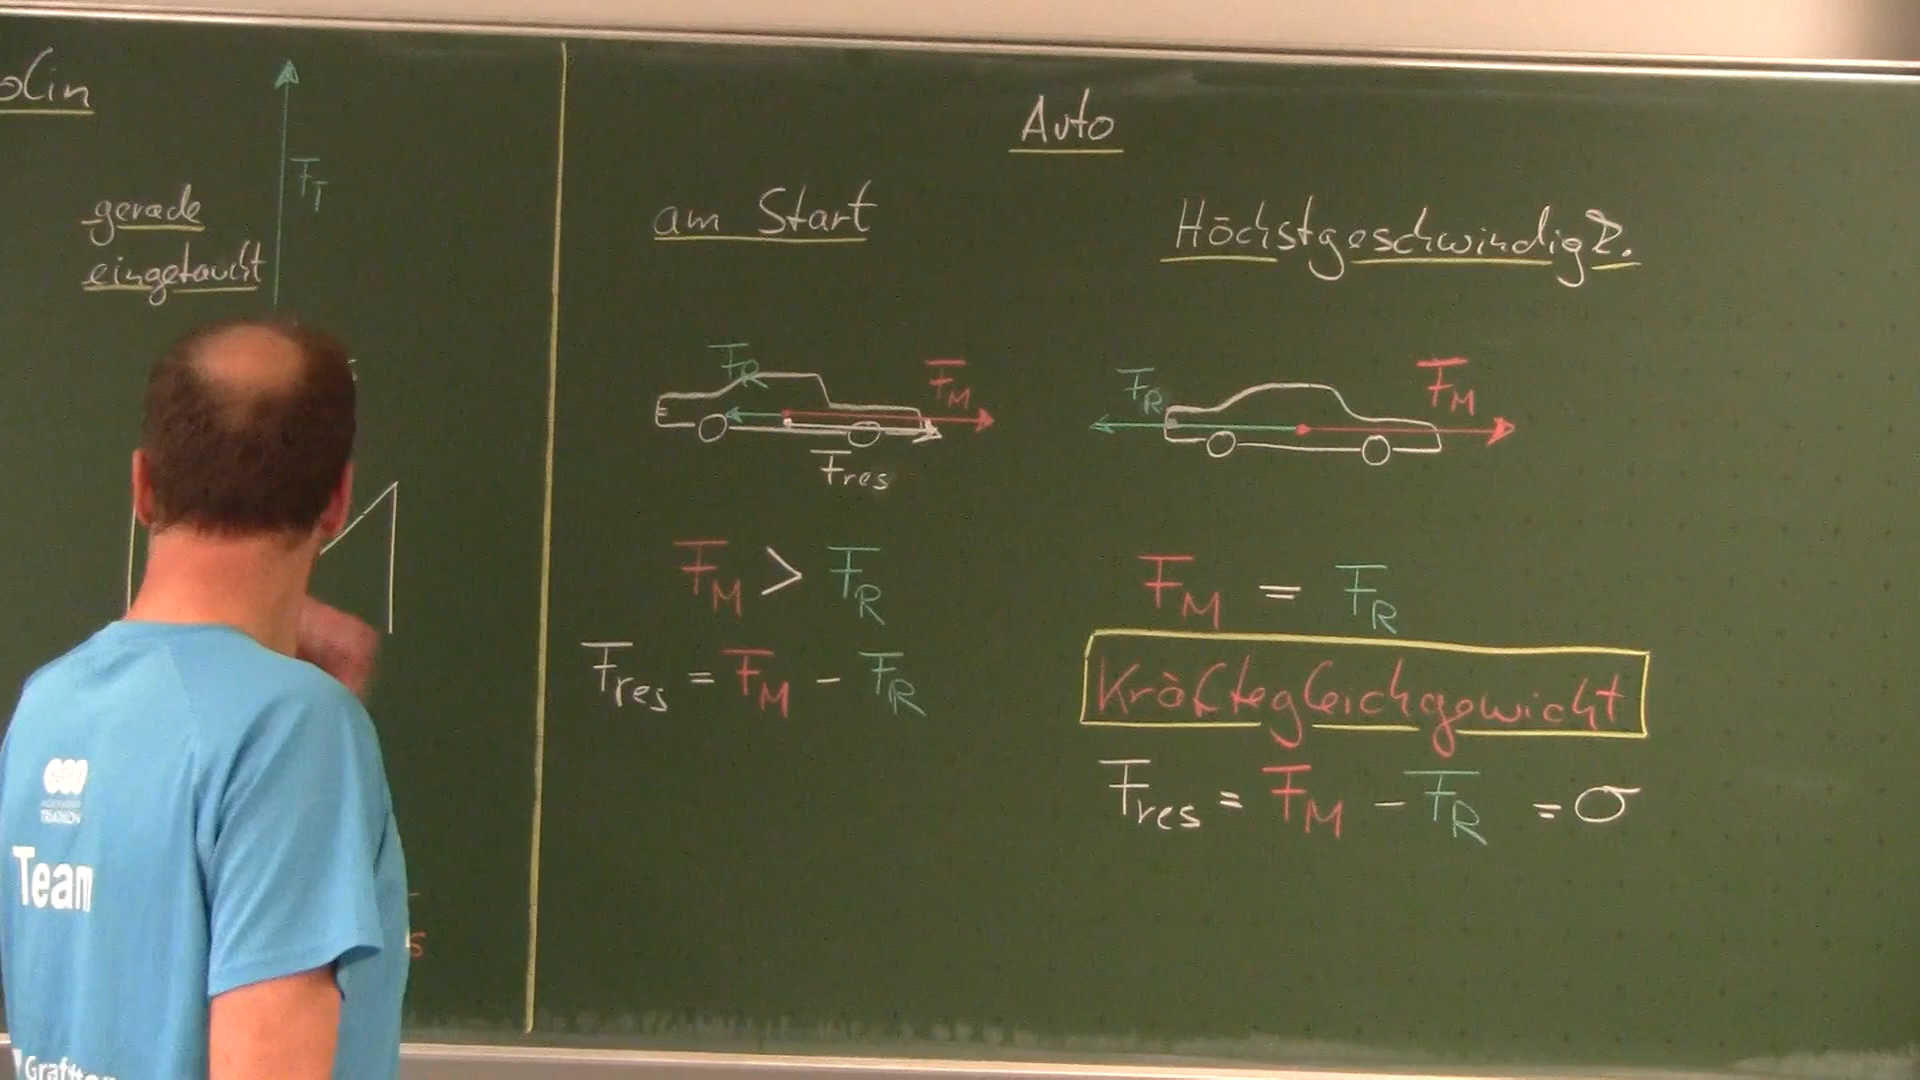 olin
F_T
gerade
eingetaucht
Auto
am Start
Höchstgeschwindigk.
F_R
F_M
F_res
F_R
F_M
F_M > F_R
F_res = F_M - F_R
F_M = F_R
Kräftegleichgewicht
F_res = F_M - F_R = 0
s
TRIATHLON
Team